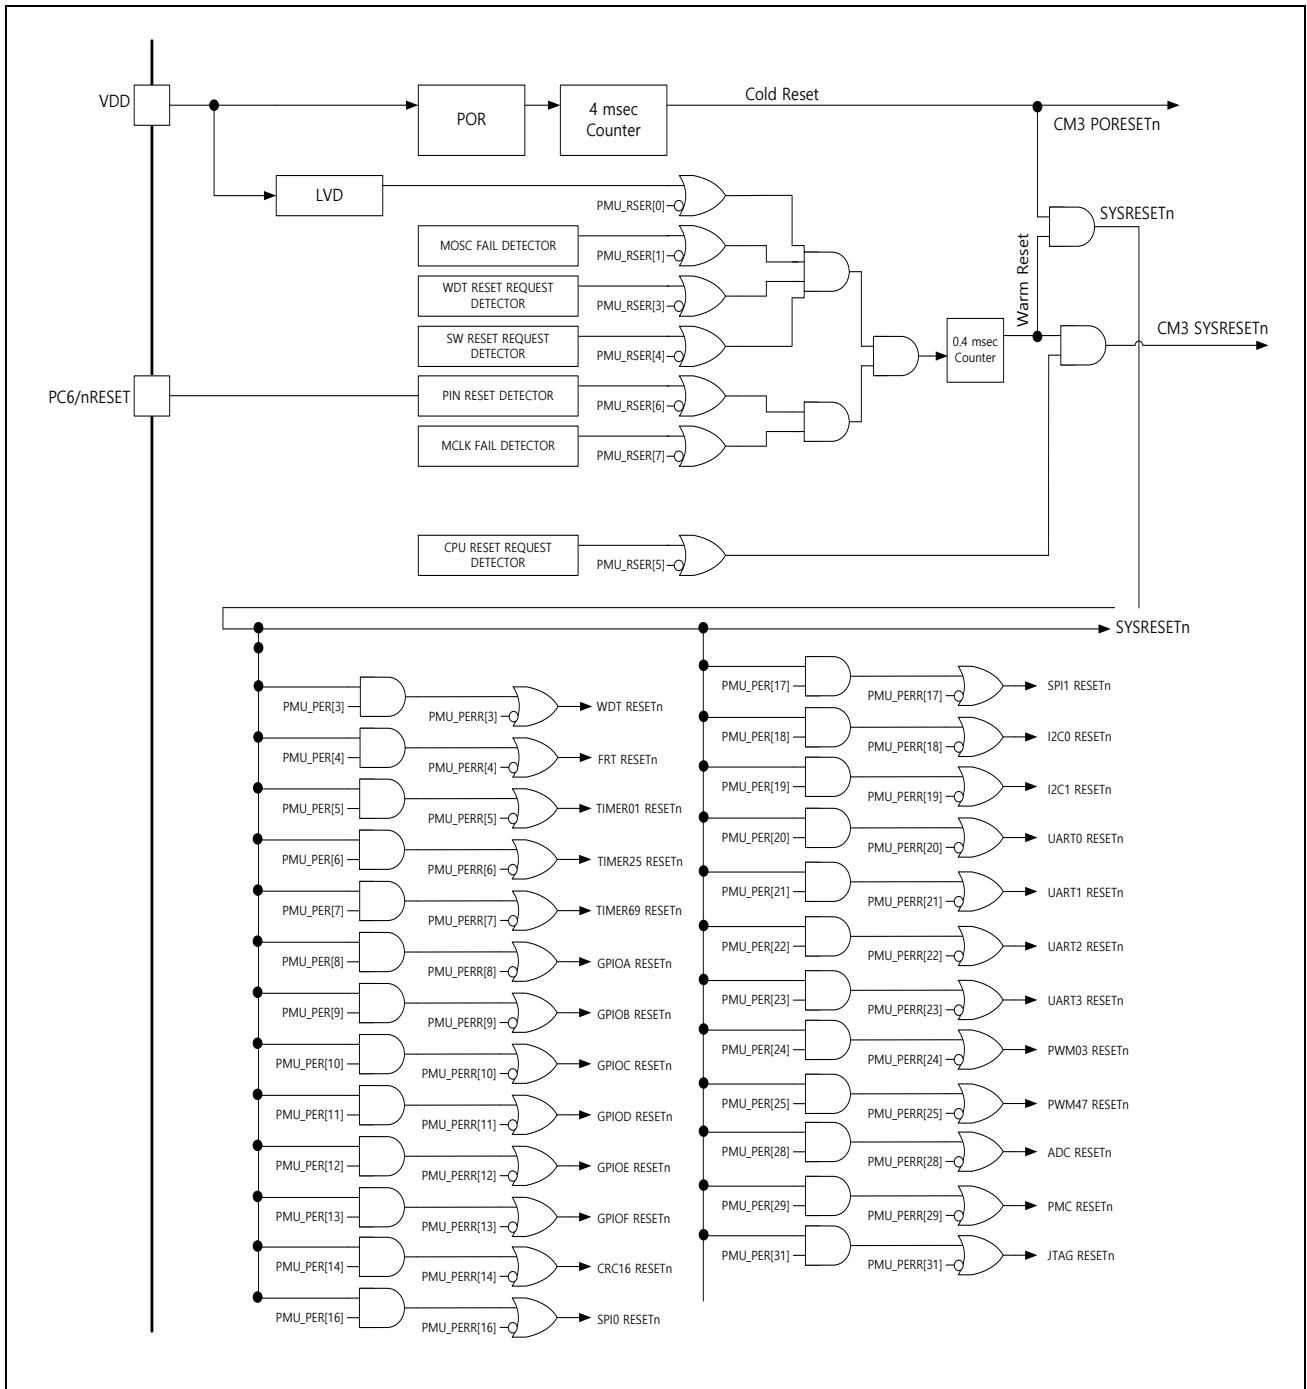 VDD
POR
4 msec
Counter
Cold Reset
CM3 PORESETn
LVD
PMU_RSER[0]
SYSRESETn
MOSC FAIL DETECTOR
PMU_RSER[1]
Warm Reset
WDT RESET REQUEST
DETECTOR
PMU_RSER[3]
SW RESET REQUEST
DETECTOR
PMU_RSER[4]
0.4 msec
Counter
CM3 SYSRESETn
PC6/nRESET
PIN RESET DETECTOR
PMU_RSER[6]
MCLK FAIL DETECTOR
PMU_RSER[7]
CPU RESET REQUEST
DETECTOR
PMU_RSER[5]
SYSRESETn
PMU_PER[3]
PMU_PERR[3]
WDT RESETn
PMU_PER[4]
PMU_PERR[4]
FRT RESETn
PMU_PER[5]
PMU_PERR[5]
TIMER01 RESETn
PMU_PER[6]
PMU_PERR[6]
TIMER25 RESETn
PMU_PER[7]
PMU_PERR[7]
TIMER69 RESETn
PMU_PER[8]
PMU_PERR[8]
GPIOA RESETn
PMU_PER[9]
PMU_PERR[9]
GPIOB RESETn
PMU_PER[10]
PMU_PERR[10]
GPIOC RESETn
PMU_PER[11]
PMU_PERR[11]
GPIOD RESETn
PMU_PER[12]
PMU_PERR[12]
GPIOE RESETn
PMU_PER[13]
PMU_PERR[13]
GPIOF RESETn
PMU_PER[14]
PMU_PERR[14]
CRC16 RESETn
PMU_PER[16]
PMU_PERR[16]
SPI0 RESETn
PMU_PER[17]
PMU_PERR[17]
SPI1 RESETn
PMU_PER[18]
PMU_PERR[18]
I2C0 RESETn
PMU_PER[19]
PMU_PERR[19]
I2C1 RESETn
PMU_PER[20]
PMU_PERR[20]
UART0 RESETn
PMU_PER[21]
PMU_PERR[21]
UART1 RESETn
PMU_PER[22]
PMU_PERR[22]
UART2 RESETn
PMU_PER[23]
PMU_PERR[23]
UART3 RESETn
PMU_PER[24]
PMU_PERR[24]
PWM03 RESETn
PMU_PER[25]
PMU_PERR[25]
PWM47 RESETn
PMU_PER[28]
PMU_PERR[28]
ADC RESETn
PMU_PER[29]
PMU_PERR[29]
PMC RESETn
PMU_PER[31]
PMU_PERR[31]
JTAG RESETn